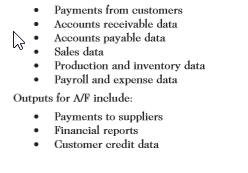 • Payments from customers
• Accounts receivable data
• Accounts payable data
• Sales data
• Production and inventory data
• Payroll and expense data
Outputs for A/F include:
• Payments to suppliers
• Financial reports
• Customer credit data